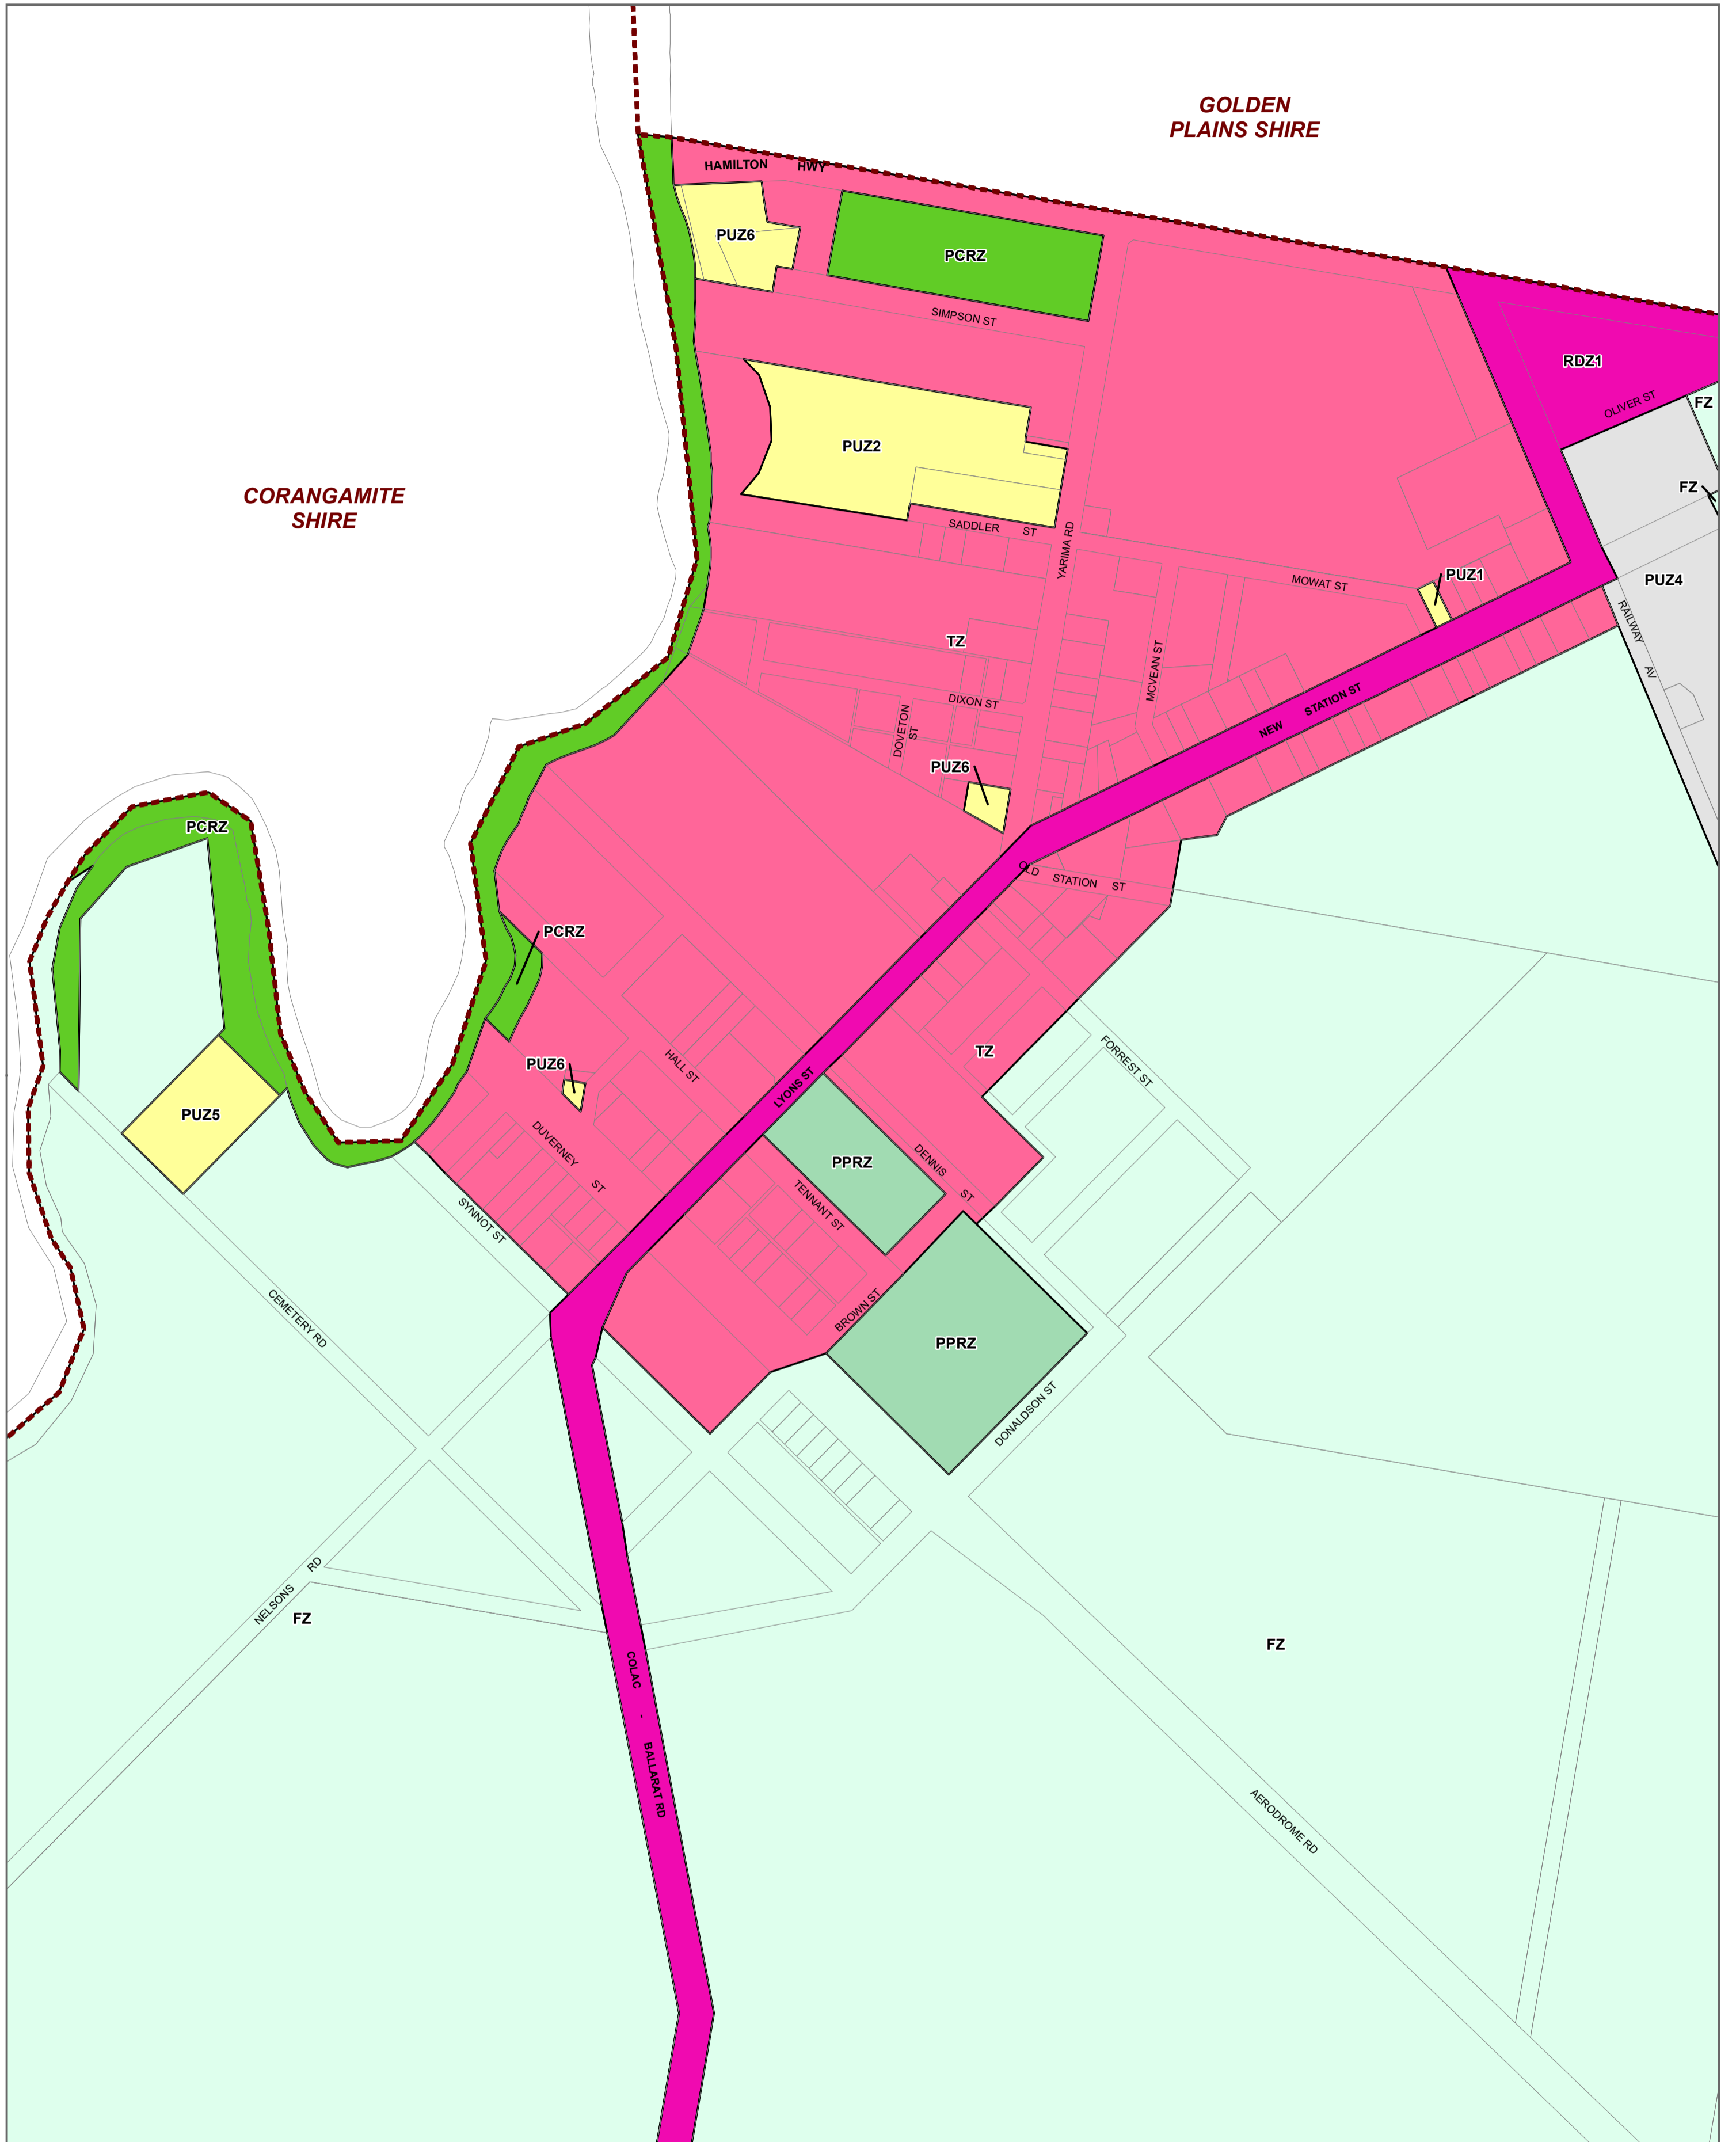 GOLDEN
PLAINS SHIRE
HAMILTON HWY
PUZ6
PCRZ
SIMPSON ST
RDZ1
OLIVER ST
FZ
PUZ2
FZ
CORANGAMITE
SHIRE
SADDLER ST
YARIMA RD
MOWAT ST
PUZ1
PUZ4
RAILWAY AV
TZ
MCVEAN ST
DIXON ST
DOVETON
ST
NEW STATION ST
PUZ6
PCRZ
OLD STATION ST
PCRZ
TZ
FORREST ST
PUZ6
HALL ST
LYONS ST
PUZ5
DUVERNEY ST
PPRZ
DENNIS ST
TENNANT ST
SYNNOT ST
BROWN ST
CEMETERY RD
PPRZ
DONALDSON ST
NELSONS RD
FZ
FZ
COLAC - BALLARAT RD
AERODROME RD